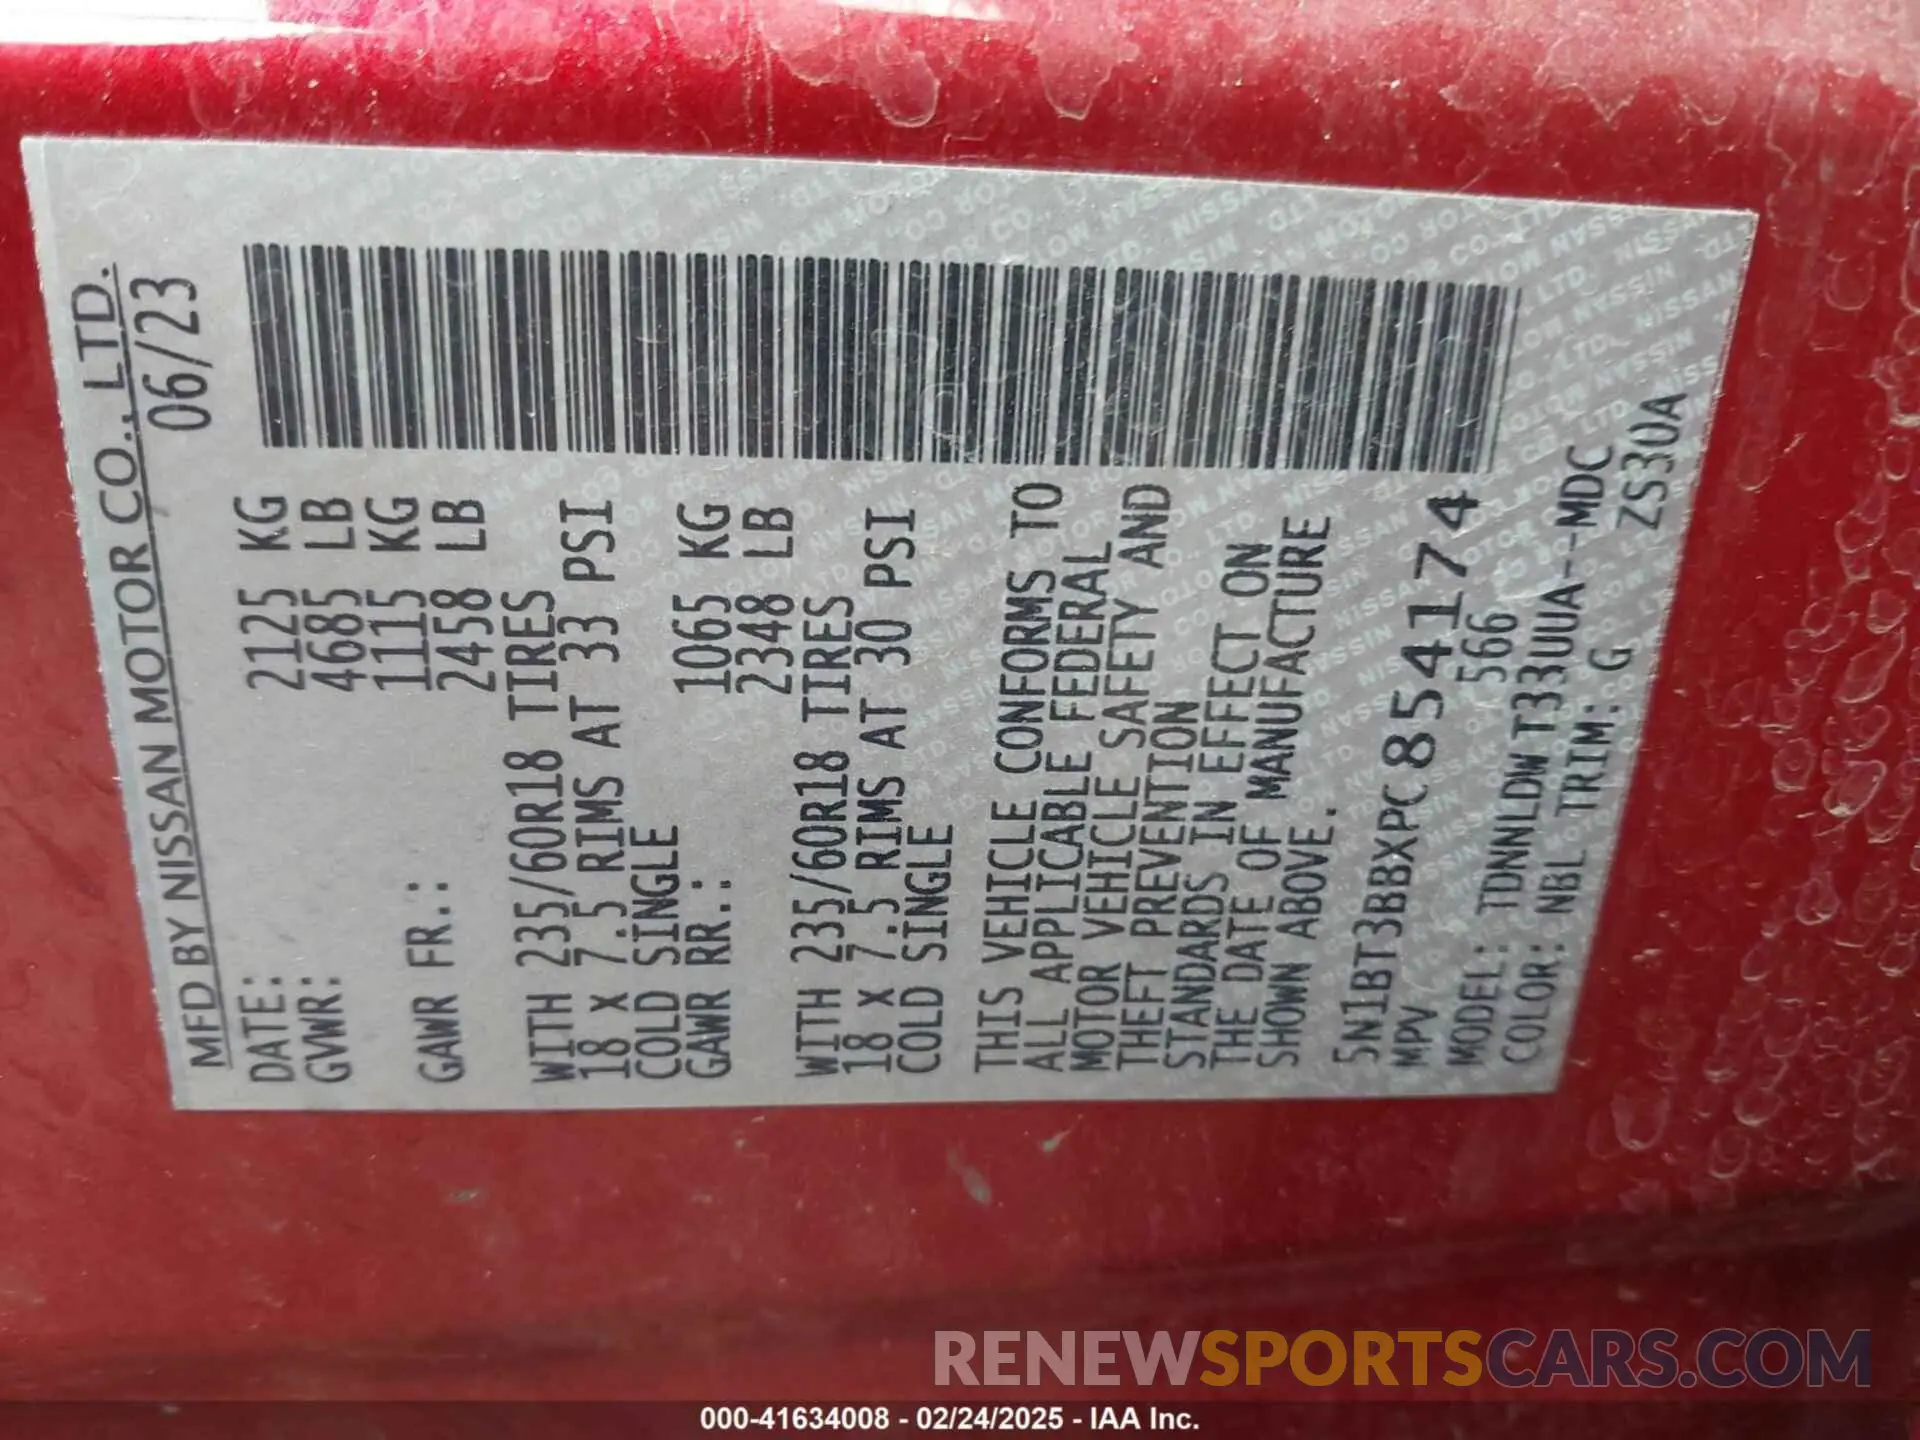 MFD BY NISSAN MOTOR CO., LTD.
DATE: 06/23
GVWR: 2125 KG
4685 LB
GAWR FR.: 1115 KG
2458 LB
WITH 235/60R18 TIRES
18 X 7.5 RIMS AT 33 PSI
COLD SINGLE
GAWR RR.: 1065 KG
2348 LB
WITH 235/60R18 TIRES
18 X 7.5 RIMS AT 30 PSI
COLD SINGLE
THIS VEHICLE CONFORMS TO
ALL APPLICABLE FEDERAL
MOTOR VEHICLE SAFETY AND
THEFT PREVENTION
STANDARDS IN EFFECT ON
THE DATE OF MANUFACTURE
SHOWN ABOVE.
5N1BT3BBXPC854174
MPV 566
MODEL: TDNNLDWT33UUA--MDC
COLOR: NBL TRIM: G ZS30A
RENEWSPORTSCARS.COM
000-41634008 - 02/24/2025 - IAA Inc.